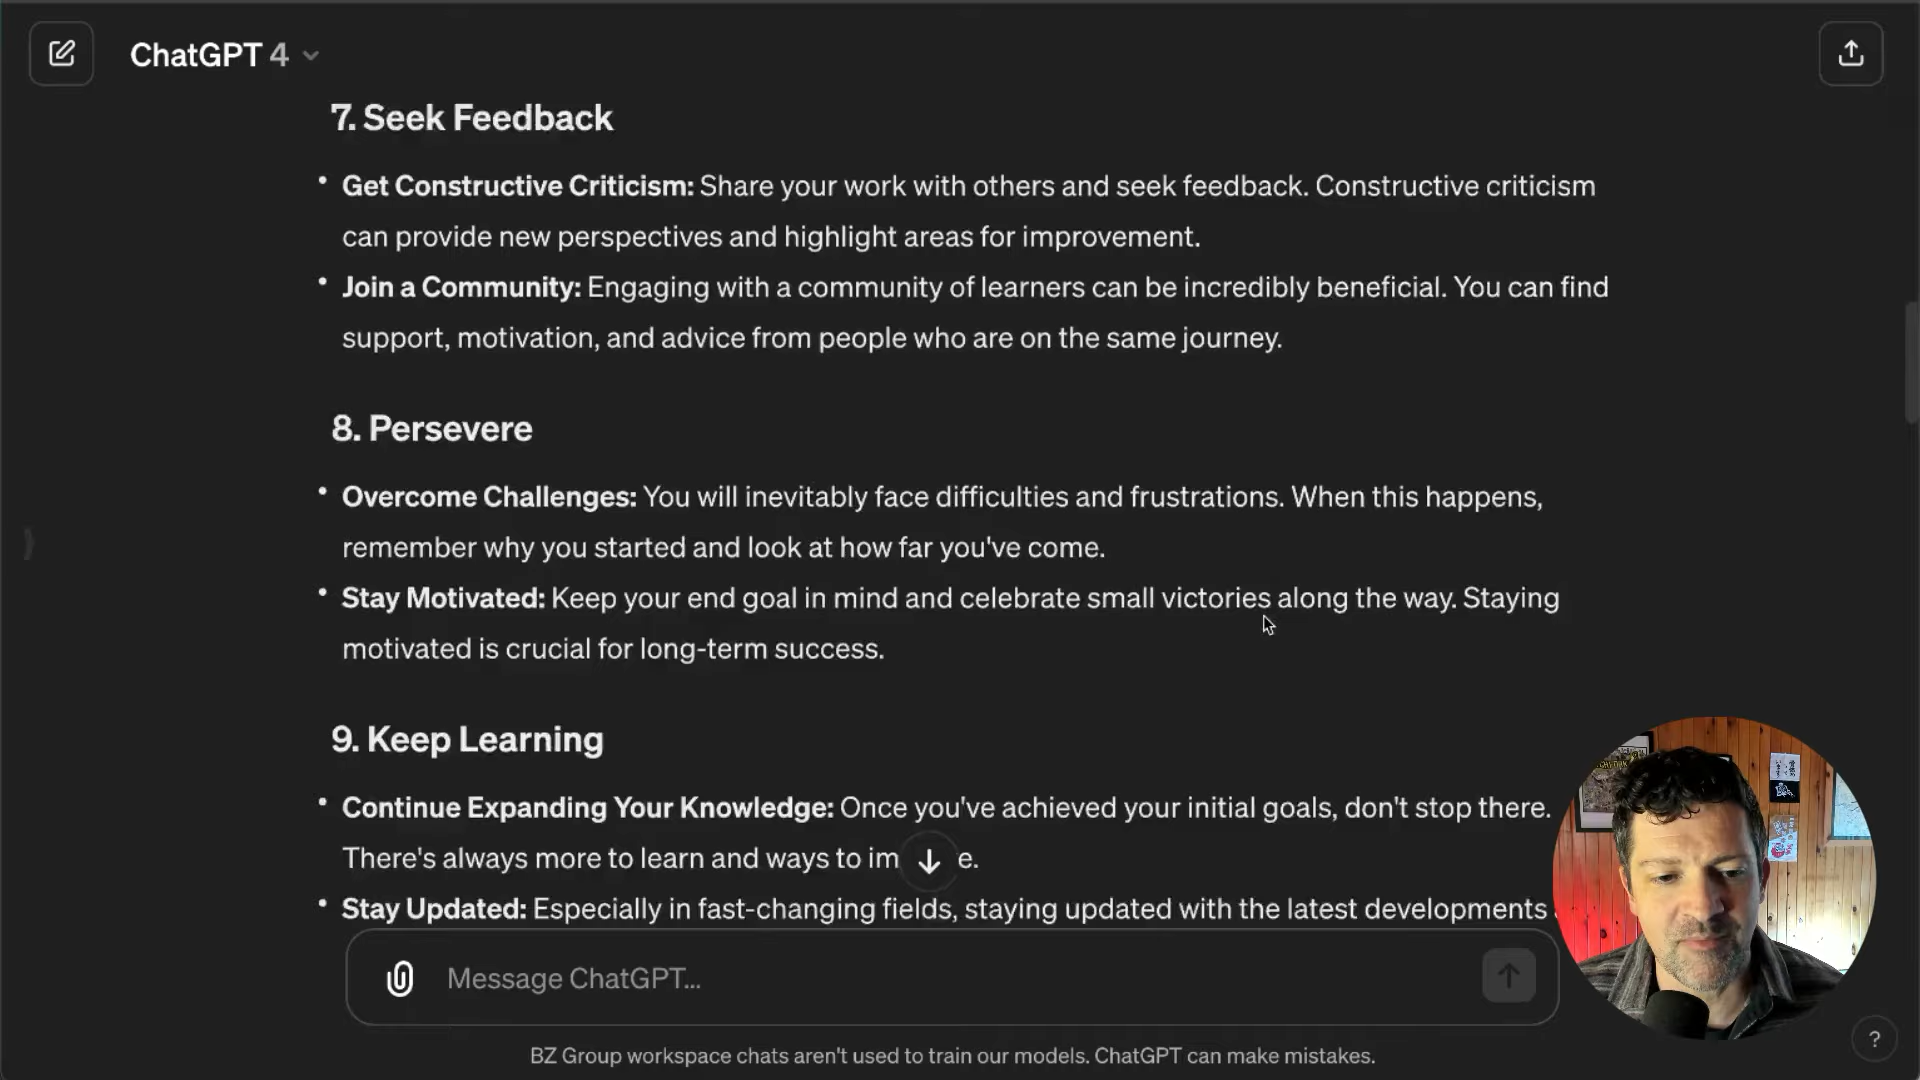 ChatGPT 4
7. Seek Feedback
• Get Constructive Criticism: Share your work with others and seek feedback. Constructive criticism
can provide new perspectives and highlight areas for improvement.
• Join a Community: Engaging with a community of learners can be incredibly beneficial. You can find
support, motivation, and advice from people who are on the same journey.
8. Persevere
• Overcome Challenges: You will inevitably face difficulties and frustrations. When this happens,
remember why you started and look at how far you've come.
• Stay Motivated: Keep your end goal in mind and celebrate small victories along the way. Staying
motivated is crucial for long-term success.
9. Keep Learning
• Continue Expanding Your Knowledge: Once you've achieved your initial goals, don't stop there.
There's always more to learn and ways to im e.
• Stay Updated: Especially in fast-changing fields, staying updated with the latest developments
Message ChatGPT...
BZ Group workspace chats aren't used to train our models. ChatGPT can make mistakes.
?